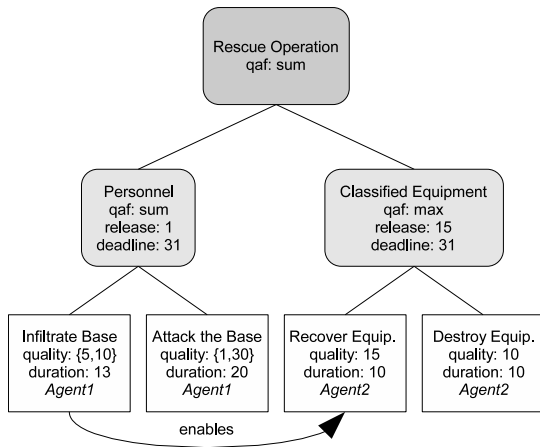 Rescue Operation
qaf: sum
Personnel
qaf: sum
release: 1
deadline: 31
Classified Equipment
qaf: max
release: 15
deadline: 31
Infiltrate Base
quality: {5,10}
duration: 13
Agent1
Attack the Base
quality: {1,30}
duration: 20
Agent1
Recover Equip.
quality: 15
duration: 10
Agent2
Destroy Equip.
quality: 10
duration: 10
Agent2
enables